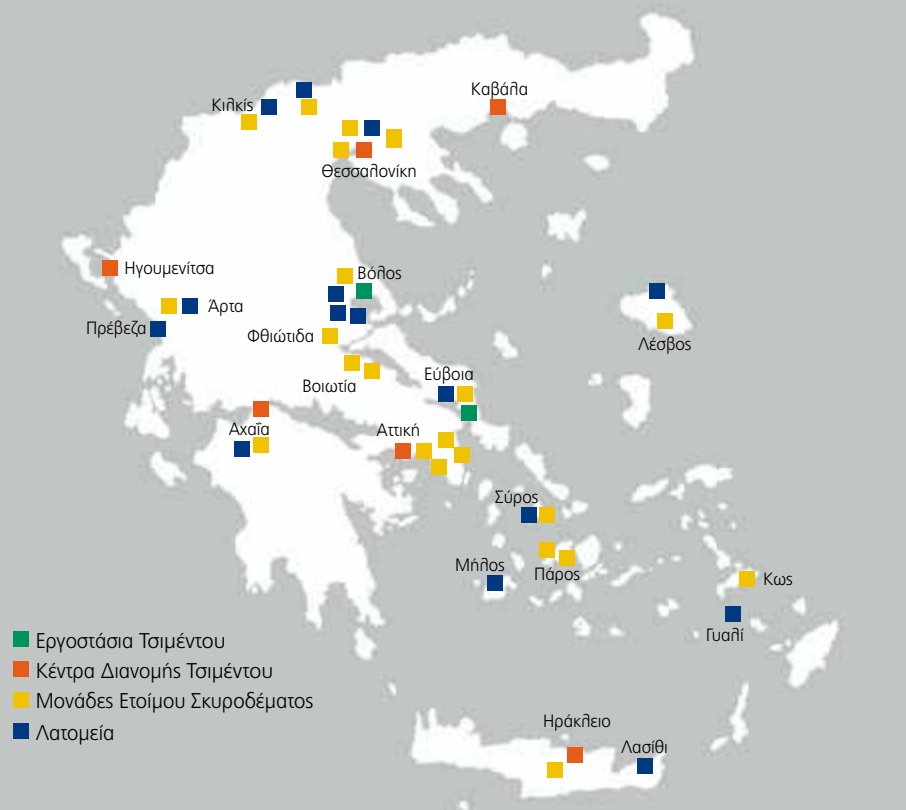 Καβάλα
Κιλκίς
Θεσσαλονίκη
Ηγουμενίτσα
Βόλος
Άρτα
Πρέβεζα
Φθιώτιδα
Λέσβος
Βοιωτία
Εύβοια
Αχαΐα
Αττική
Σύρος
Μήλος
Πάρος
Κως
Γυαλί
Εργοστάσια Τσιμέντου
Κέντρα Διανομής Τσιμέντου
Μονάδες Ετοίμου Σκυροδέματος
Λατομεία
Ηράκλειο
Λασίθι